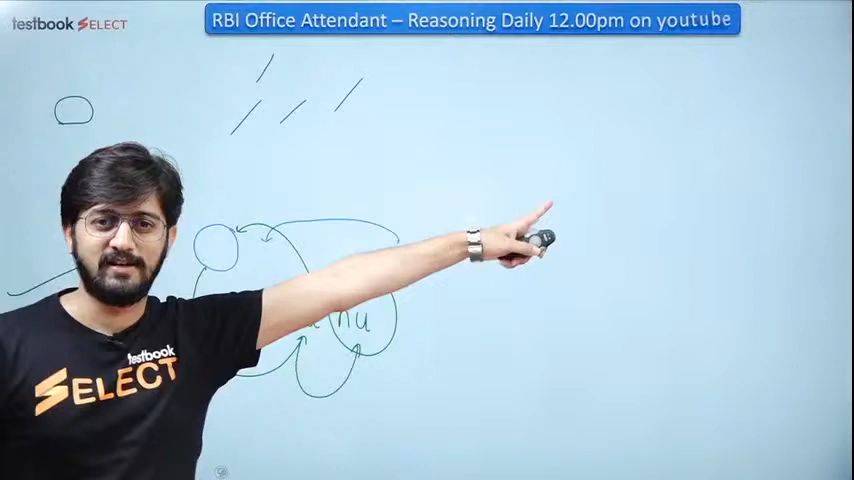 testbook SELECT
RBI Office Attendant – Reasoning Daily 12.00pm on youtube
nu
testbook
SELECT